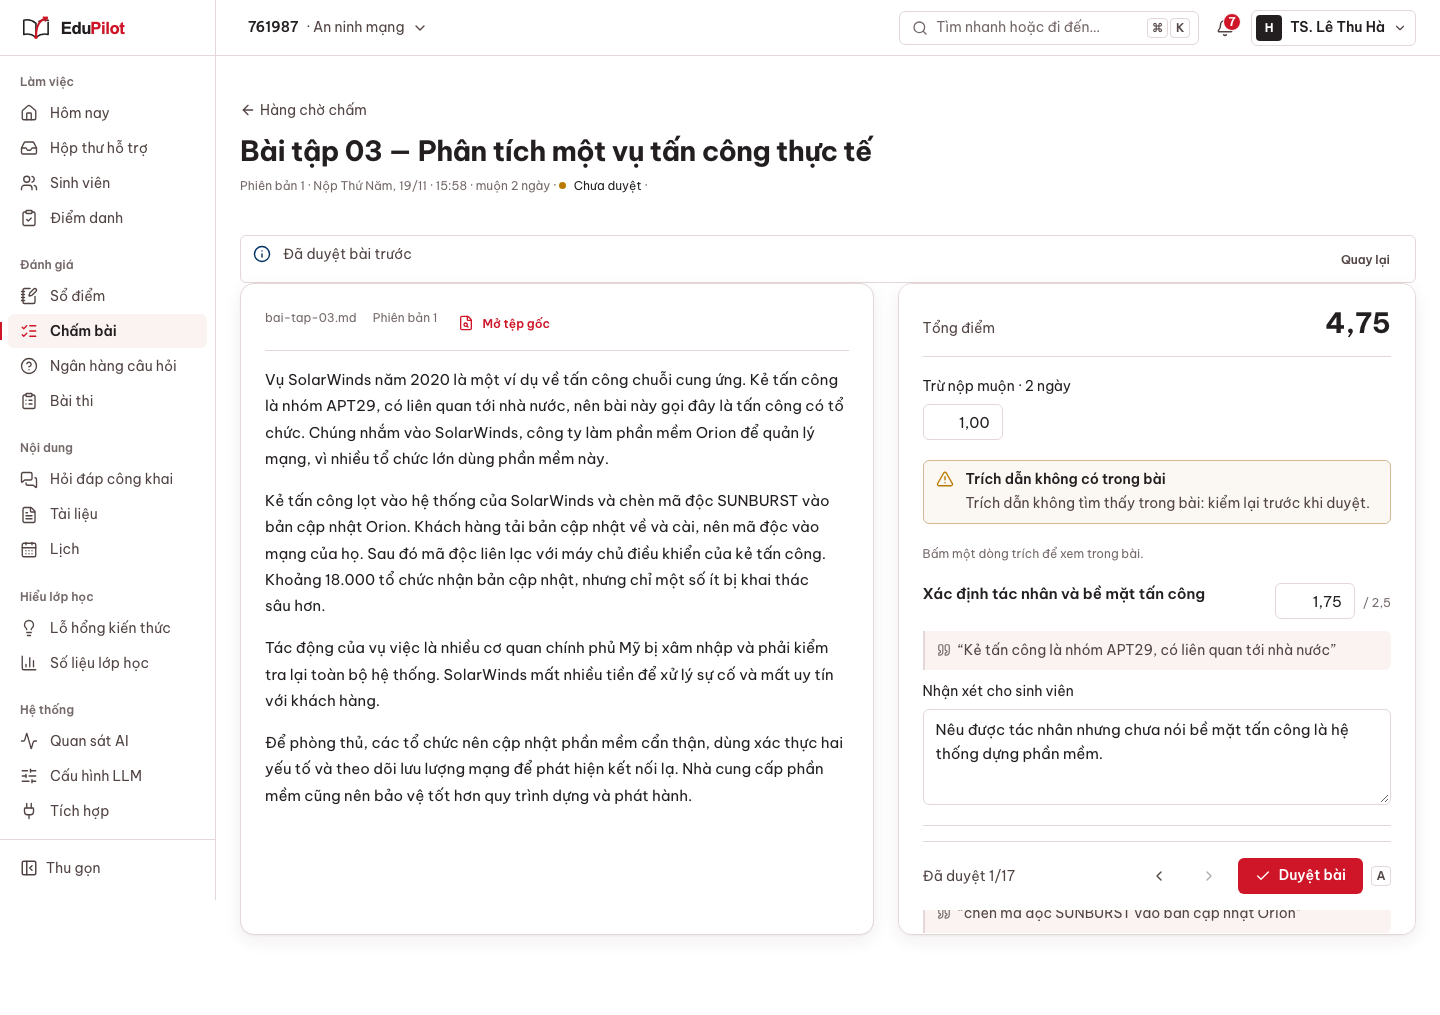 EduPilot
761987 · An ninh mạng
Tìm nhanh hoặc đi đến...
⌘ K
7
H
TS. Lê Thu Hà
Làm việc
Hôm nay
Hộp thư hỗ trợ
Sinh viên
Điểm danh
Đánh giá
Sổ điểm
Chấm bài
Ngân hàng câu hỏi
Bài thi
Nội dung
Hỏi đáp công khai
Tài liệu
Lịch
Hiểu lớp học
Lỗ hổng kiến thức
Số liệu lớp học
Hệ thống
Quan sát AI
Cấu hình LLM
Tích hợp
Thu gọn
Hàng chờ chấm
Bài tập 03 — Phân tích một vụ tấn công thực tế
Phiên bản 1 · Nộp Thứ Năm, 19/11 · 15:58 · muộn 2 ngày · Chưa duyệt ·
Đã duyệt bài trước
Quay lại
bai-tap-03.md Phiên bản 1 Mở tệp gốc
Vụ SolarWinds năm 2020 là một ví dụ về tấn công chuỗi cung ứng. Kẻ tấn công
là nhóm APT29, có liên quan tới nhà nước, nên bài này gọi đây là tấn công có tổ
chức. Chúng nhắm vào SolarWinds, công ty làm phần mềm Orion để quản lý
mạng, vì nhiều tổ chức lớn dùng phần mềm này.
Kẻ tấn công lọt vào hệ thống của SolarWinds và chèn mã độc SUNBURST vào
bản cập nhật Orion. Khách hàng tải bản cập nhật về và cài, nên mã độc vào
mạng của họ. Sau đó mã độc liên lạc với máy chủ điều khiển của kẻ tấn công.
Khoảng 18.000 tổ chức nhận bản cập nhật, nhưng chỉ một số ít bị khai thác
sâu hơn.
Tác động của vụ việc là nhiều cơ quan chính phủ Mỹ bị xâm nhập và phải kiểm
tra lại toàn bộ hệ thống. SolarWinds mất nhiều tiền để xử lý sự cố và mất uy tín
với khách hàng.
Để phòng thủ, các tổ chức nên cập nhật phần mềm cẩn thận, dùng xác thực hai
yếu tố và theo dõi lưu lượng mạng để phát hiện kết nối lạ. Nhà cung cấp phần
mềm cũng nên bảo vệ tốt hơn quy trình dựng và phát hành.
Tổng điểm
4,75
Trừ nộp muộn · 2 ngày
1,00
Trích dẫn không có trong bài
Trích dẫn không tìm thấy trong bài: kiểm lại trước khi duyệt.
Bấm một dòng trích để xem trong bài.
Xác định tác nhân và bề mặt tấn công
1,75 / 2,5
“Kẻ tấn công là nhóm APT29, có liên quan tới nhà nước”
Nhận xét cho sinh viên
Nêu được tác nhân nhưng chưa nói bề mặt tấn công là hệ
thống dựng phần mềm.
Đã duyệt 1/17
Duyệt bài
A
“chèn mã độc SUNBURST vào bản cập nhật Orion”